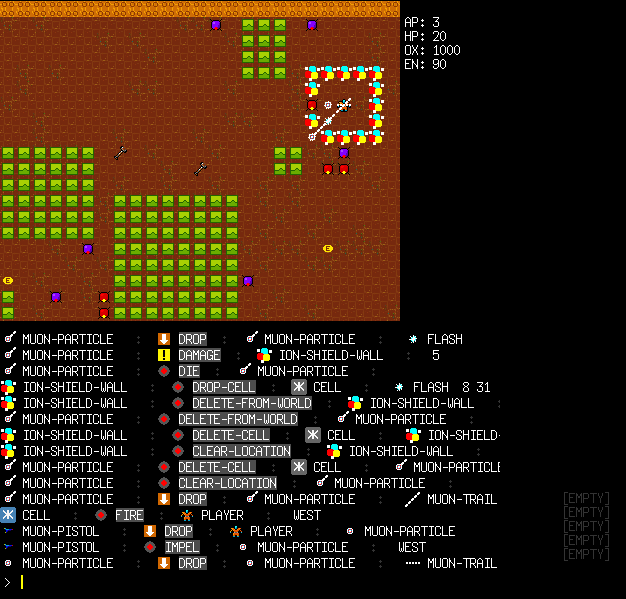 AP: 3
HP: 20
OX: 1000
EN: 90
E
E
MUON-PARTICLE : DROP : MUON-PARTICLE : FLASH
MUON-PARTICLE : DAMAGE : ION-SHIELD-WALL : 5
MUON-PARTICLE : DIE : MUON-PARTICLE :
ION-SHIELD-WALL : DROP-CELL : CELL : FLASH 8 31
ION-SHIELD-WALL : DELETE-FROM-WORLD : ION-SHIELD-WALL :
MUON-PARTICLE : DELETE-FROM-WORLD : MUON-PARTICLE :
ION-SHIELD-WALL : DELETE-CELL : CELL : ION-SHIELD-
ION-SHIELD-WALL : CLEAR-LOCATION : ION-SHIELD-WALL :
MUON-PARTICLE : DELETE-CELL : CELL : MUON-PARTICLE
MUON-PARTICLE : CLEAR-LOCATION : MUON-PARTICLE :
MUON-PARTICLE : DROP : MUON-PARTICLE : MUON-TRAIL
CELL : FIRE : PLAYER : WEST
MUON-PISTOL : DROP : PLAYER : MUON-PARTICLE
MUON-PISTOL : IMPEL : MUON-PARTICLE : WEST
MUON-PARTICLE : DROP : MUON-PARTICLE : MUON-TRAIL
[EMPTY]
[EMPTY]
[EMPTY]
[EMPTY]
[EMPTY]
>